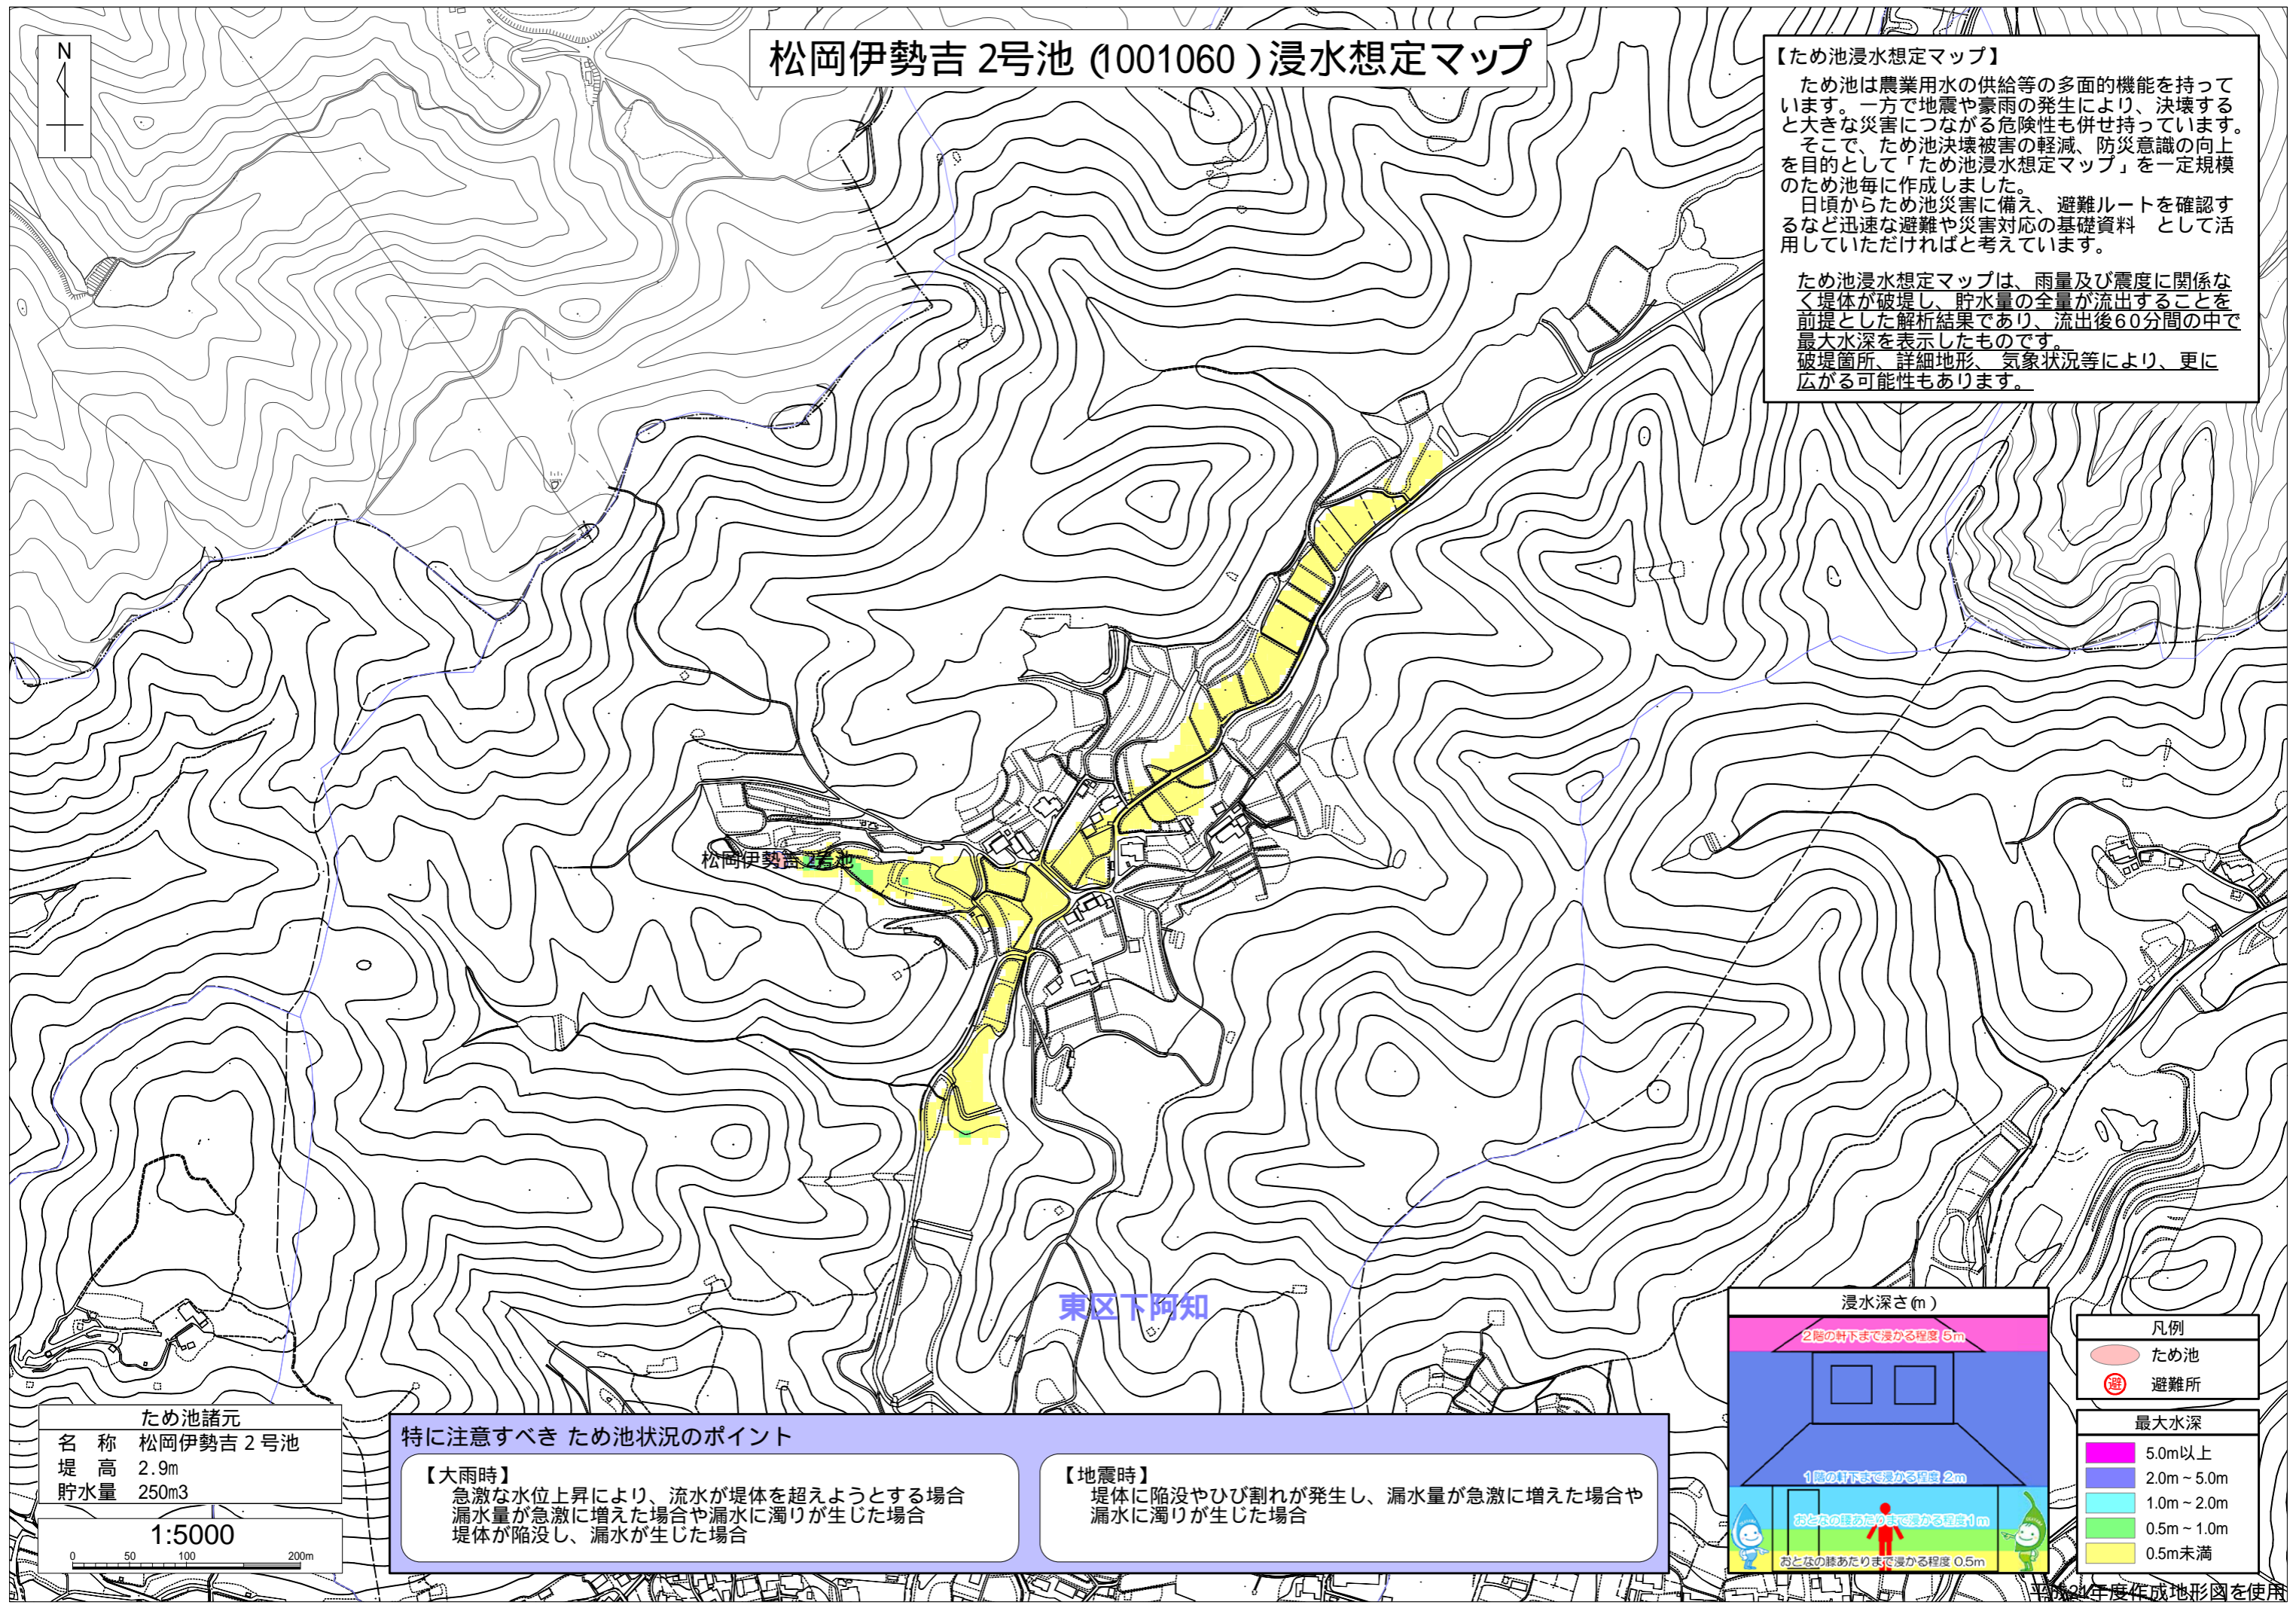 N
松岡伊勢吉 2号池 (1001060 ) 浸水想定マップ
【ため池浸水想定マップ】
ため池は農業用水の供給等の多面的機能を持って
います。一方で地震や豪雨の発生により、決壊する
と大きな災害につながる危険性も併せ持っています。
そこで、ため池決壊被害の軽減、防災意識の向上
を目的として「ため池浸水想定マップ」を一定規模
のため池毎に作成しました。
日頃からため池災害に備え、避難ルートを確認す
るなど迅速な避難や災害対応の基礎資料　として活
用していただければと考えています。
ため池浸水想定マップは、雨量及び震度に関係な
く堤体が破堤し、貯水量の全量が流出することを
前提とした解析結果であり、流出後60分間の中で
最大水深を表示したものです。
破堤箇所、詳細地形、気象状況等により、更に
広がる可能性もあります。
松岡伊勢吉 2号池
東区下阿知
ため池諸元
名　称　松岡伊勢吉２号池
堤　高　2.9m
貯水量　250m3
1:5000
0 50 100 200m
特に注意すべき ため池状況のポイント
【大雨時】
急激な水位上昇により、流水が堤体を超えようとする場合
漏水量が急激に増えた場合や漏水に濁りが生じた場合
堤体が陥没し、漏水が生じた場合
【地震時】
堤体に陥没やひび割れが発生し、漏水量が急激に増えた場合や
漏水に濁りが生じた場合
浸水深さ(m )
2階の軒下まで浸かる程度 5m
1階の軒下まで浸かる程度 2m
おとなの腰あたりまで浸かる程度1m
おとなの膝あたりまで浸かる程度 0.5m
凡例
ため池
避 避難所
最大水深
5.0m以上
2.0m～5.0m
1.0m～2.0m
0.5m～1.0m
0.5m未満
年度作成地形図を使用